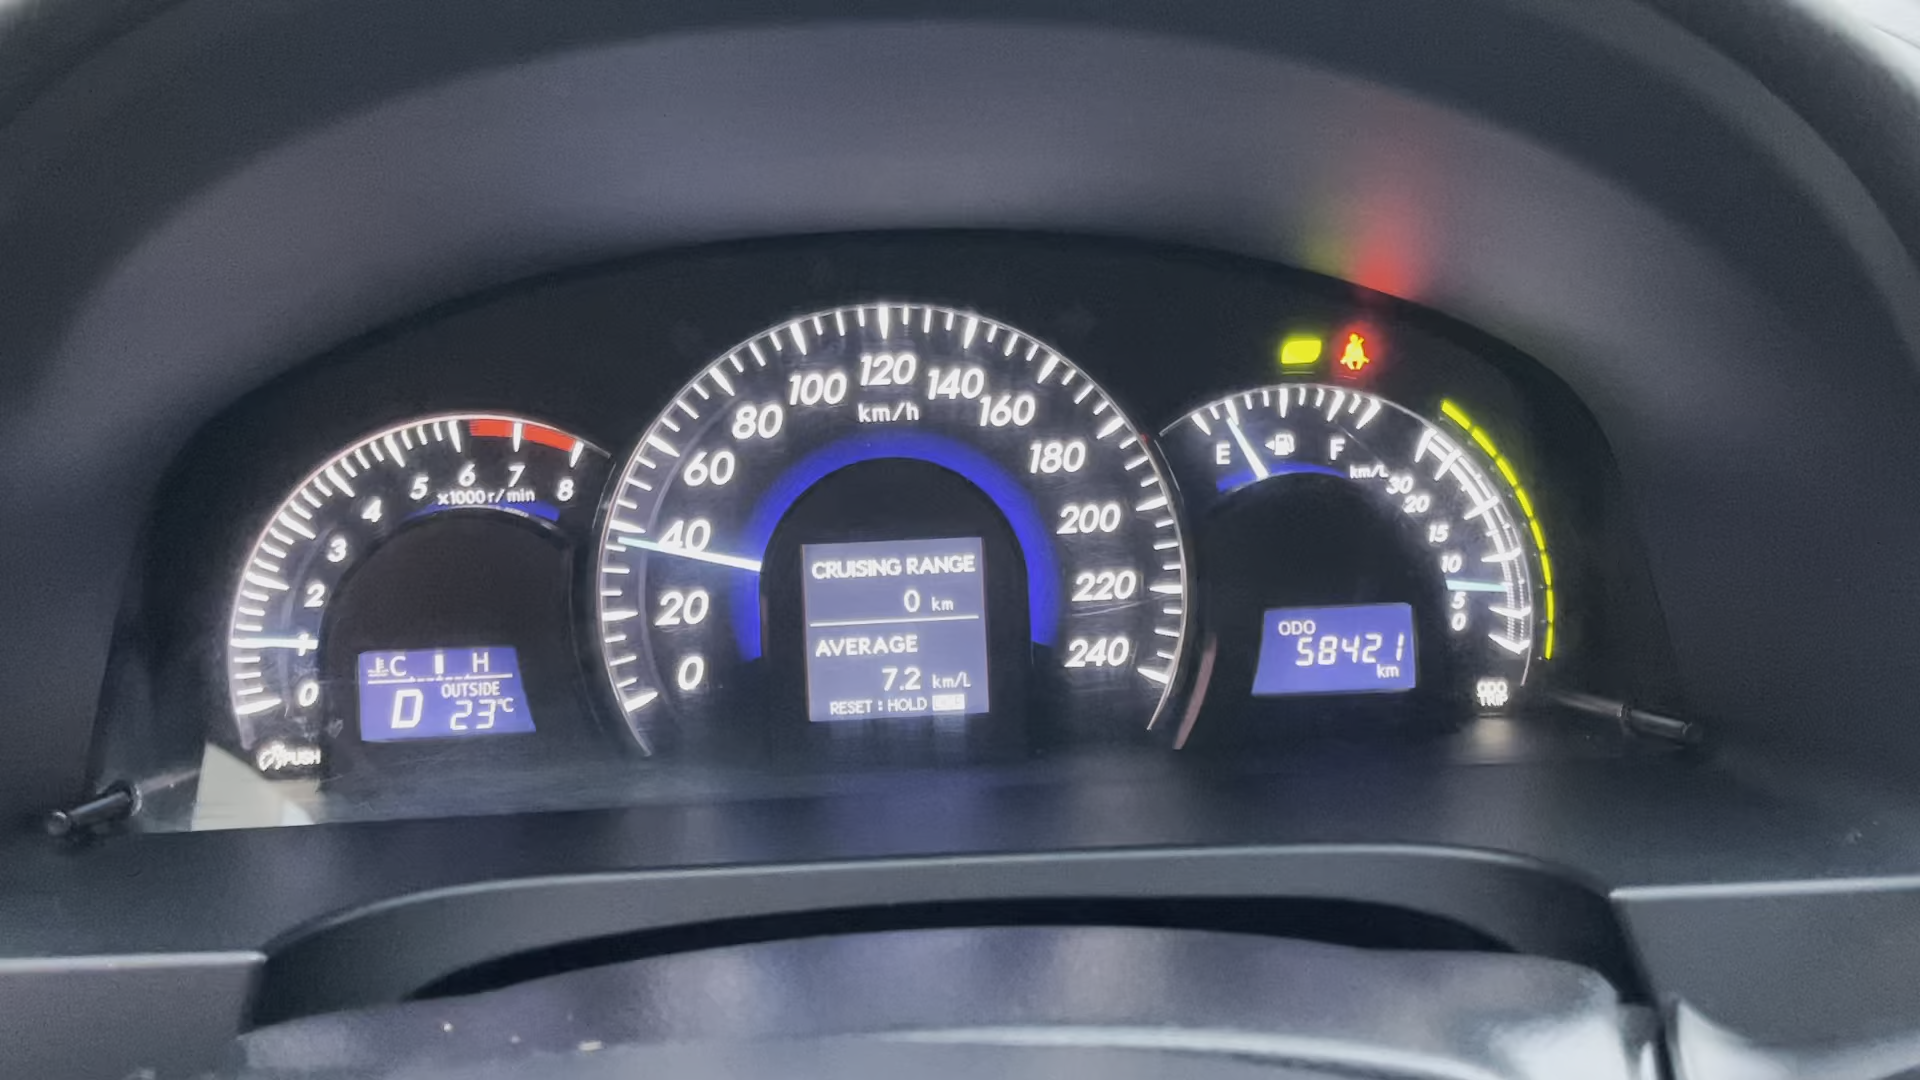 0
1
2
3
4
5
6
7
8
x1000r/min
C H
D
OUTSIDE
23°C
PUSH
0
20
40
60
80
100
120
140
160
180
200
220
240
km/h
CRUISING RANGE
0 km
AVERAGE
7.2 km/L
RESET : HOLD
E F
km/L
30
20
15
10
5
0
ODO
58421
km
ODO
TRIP